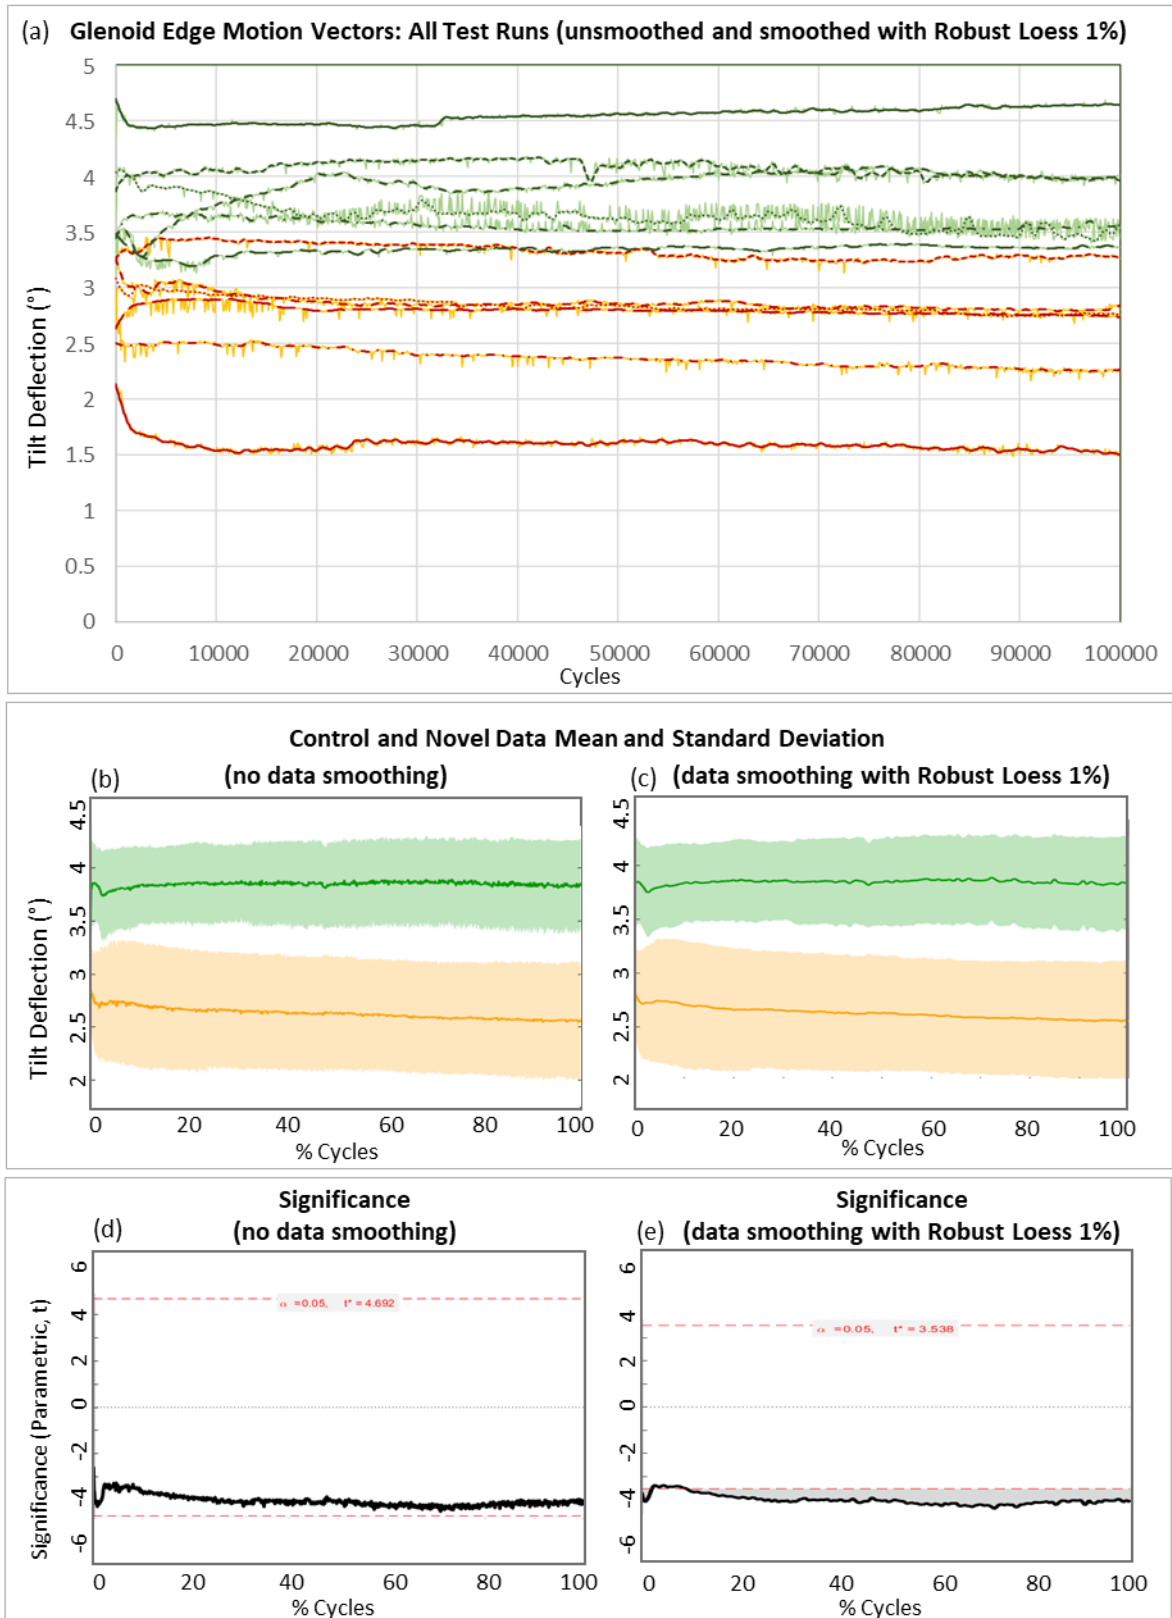 (a) Glenoid Edge Motion Vectors: All Test Runs (unsmoothed and smoothed with Robust Loess 1%)
5
4.5
4
3.5
3
2.5
2
1.5
1
0.5
0
Tilt Deflection (°)
0 10000 20000 30000 40000 50000 60000 70000 80000 90000 100000
Cycles
Control and Novel Data Mean and Standard Deviation
(b) (no data smoothing)
(c) (data smoothing with Robust Loess 1%)
4.5
4
3.5
3
2.5
2
Tilt Deflection (°)
0 20 40 60 80 100
% Cycles
4.5
4
3.5
3
2.5
2
0 20 40 60 80 100
% Cycles
Significance
(d) (no data smoothing)
Significance
(e) (data smoothing with Robust Loess 1%)
6
4
2
0
-2
-4
-6
Significance (Parametric, t)
α =0.05, t* = 4.692
0 20 40 60 80 100
% Cycles
6
4
2
0
-2
-4
-6
α =0.05, t* = 3.538
0 20 40 60 80 100
% Cycles